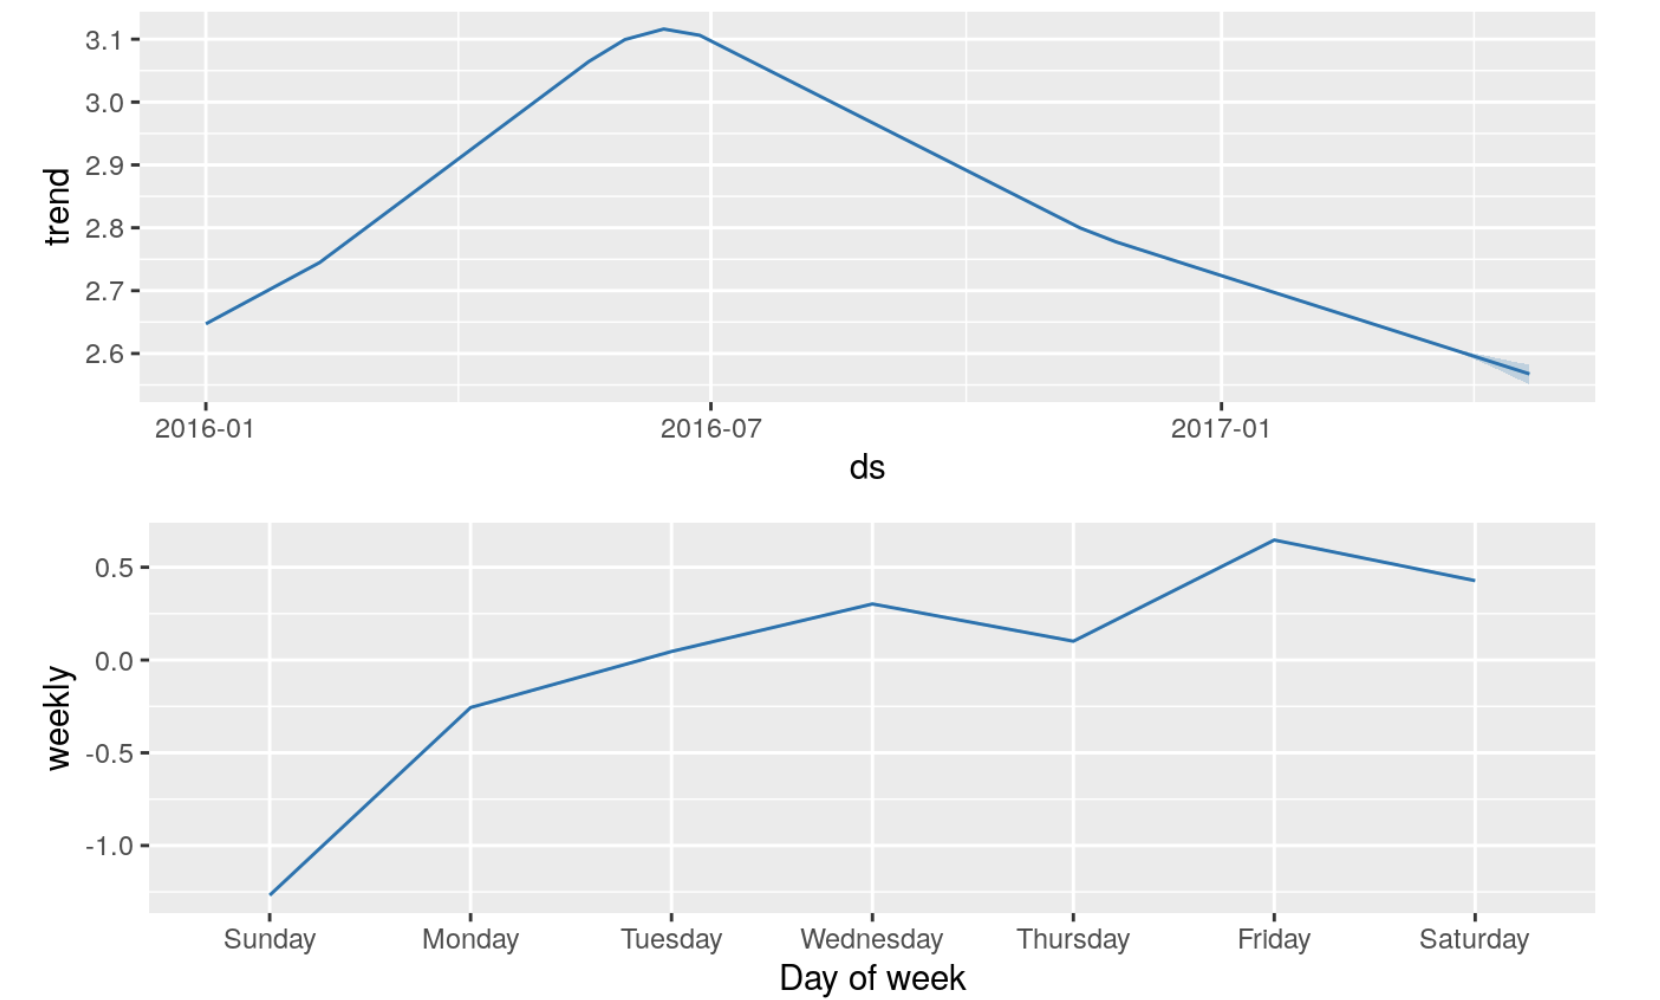 3.1
3.0
2.9
2.8
2.7
2.6
trend
2016-01 2016-07 2017-01
ds
0.5
0.0
-0.5
-1.0
weekly
Sunday Monday Tuesday Wednesday Thursday Friday Saturday
Day of week